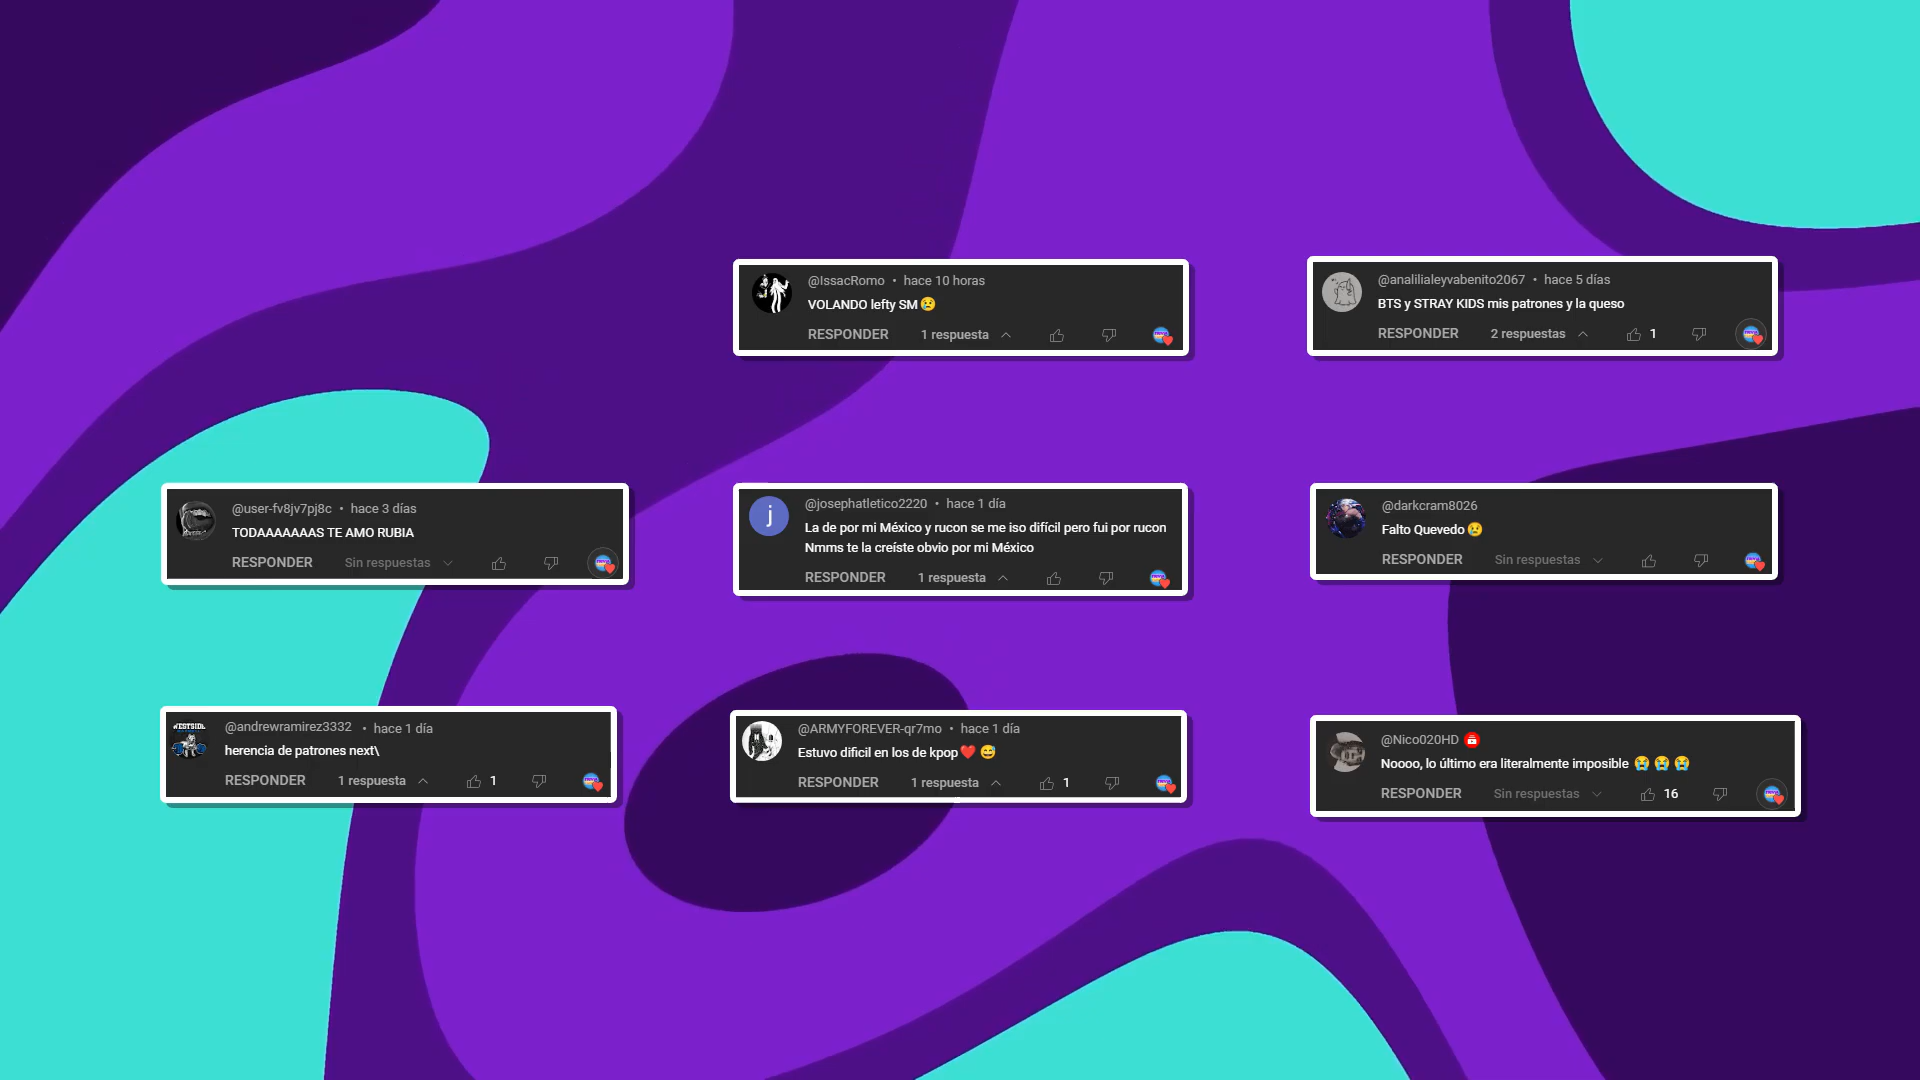 @IssacRomo • hace 10 horas
VOLANDO lefty SM😢
RESPONDER 1 respuesta
@analilialeyvabenito2067 • hace 5 días
BTS y STRAY KIDS mis patrones y la queso
RESPONDER 2 respuestas 1
@user-fv8jv7pj8c • hace 3 días
TODAAAAAAAS TE AMO RUBIA
RESPONDER Sin respuestas
j
@josephatletico2220 • hace 1 día
La de por mi México y rucon se me iso difícil pero fui por rucon
Nmms te la creíste obvio por mi México
RESPONDER 1 respuesta
@darkcram8026
Falto Quevedo😢
RESPONDER Sin respuestas
WESTSIDE
@andrewramirez3332 • hace 1 día
herencia de patrones next\
RESPONDER 1 respuesta 1
@ARMYFOREVER-qr7mo • hace 1 día
Estuvo dificil en los de kpop❤️ 😅
RESPONDER 1 respuesta 1
@Nico020HD
Noooo, lo último era literalmente imposible 😭 😭 😭
RESPONDER Sin respuestas 16